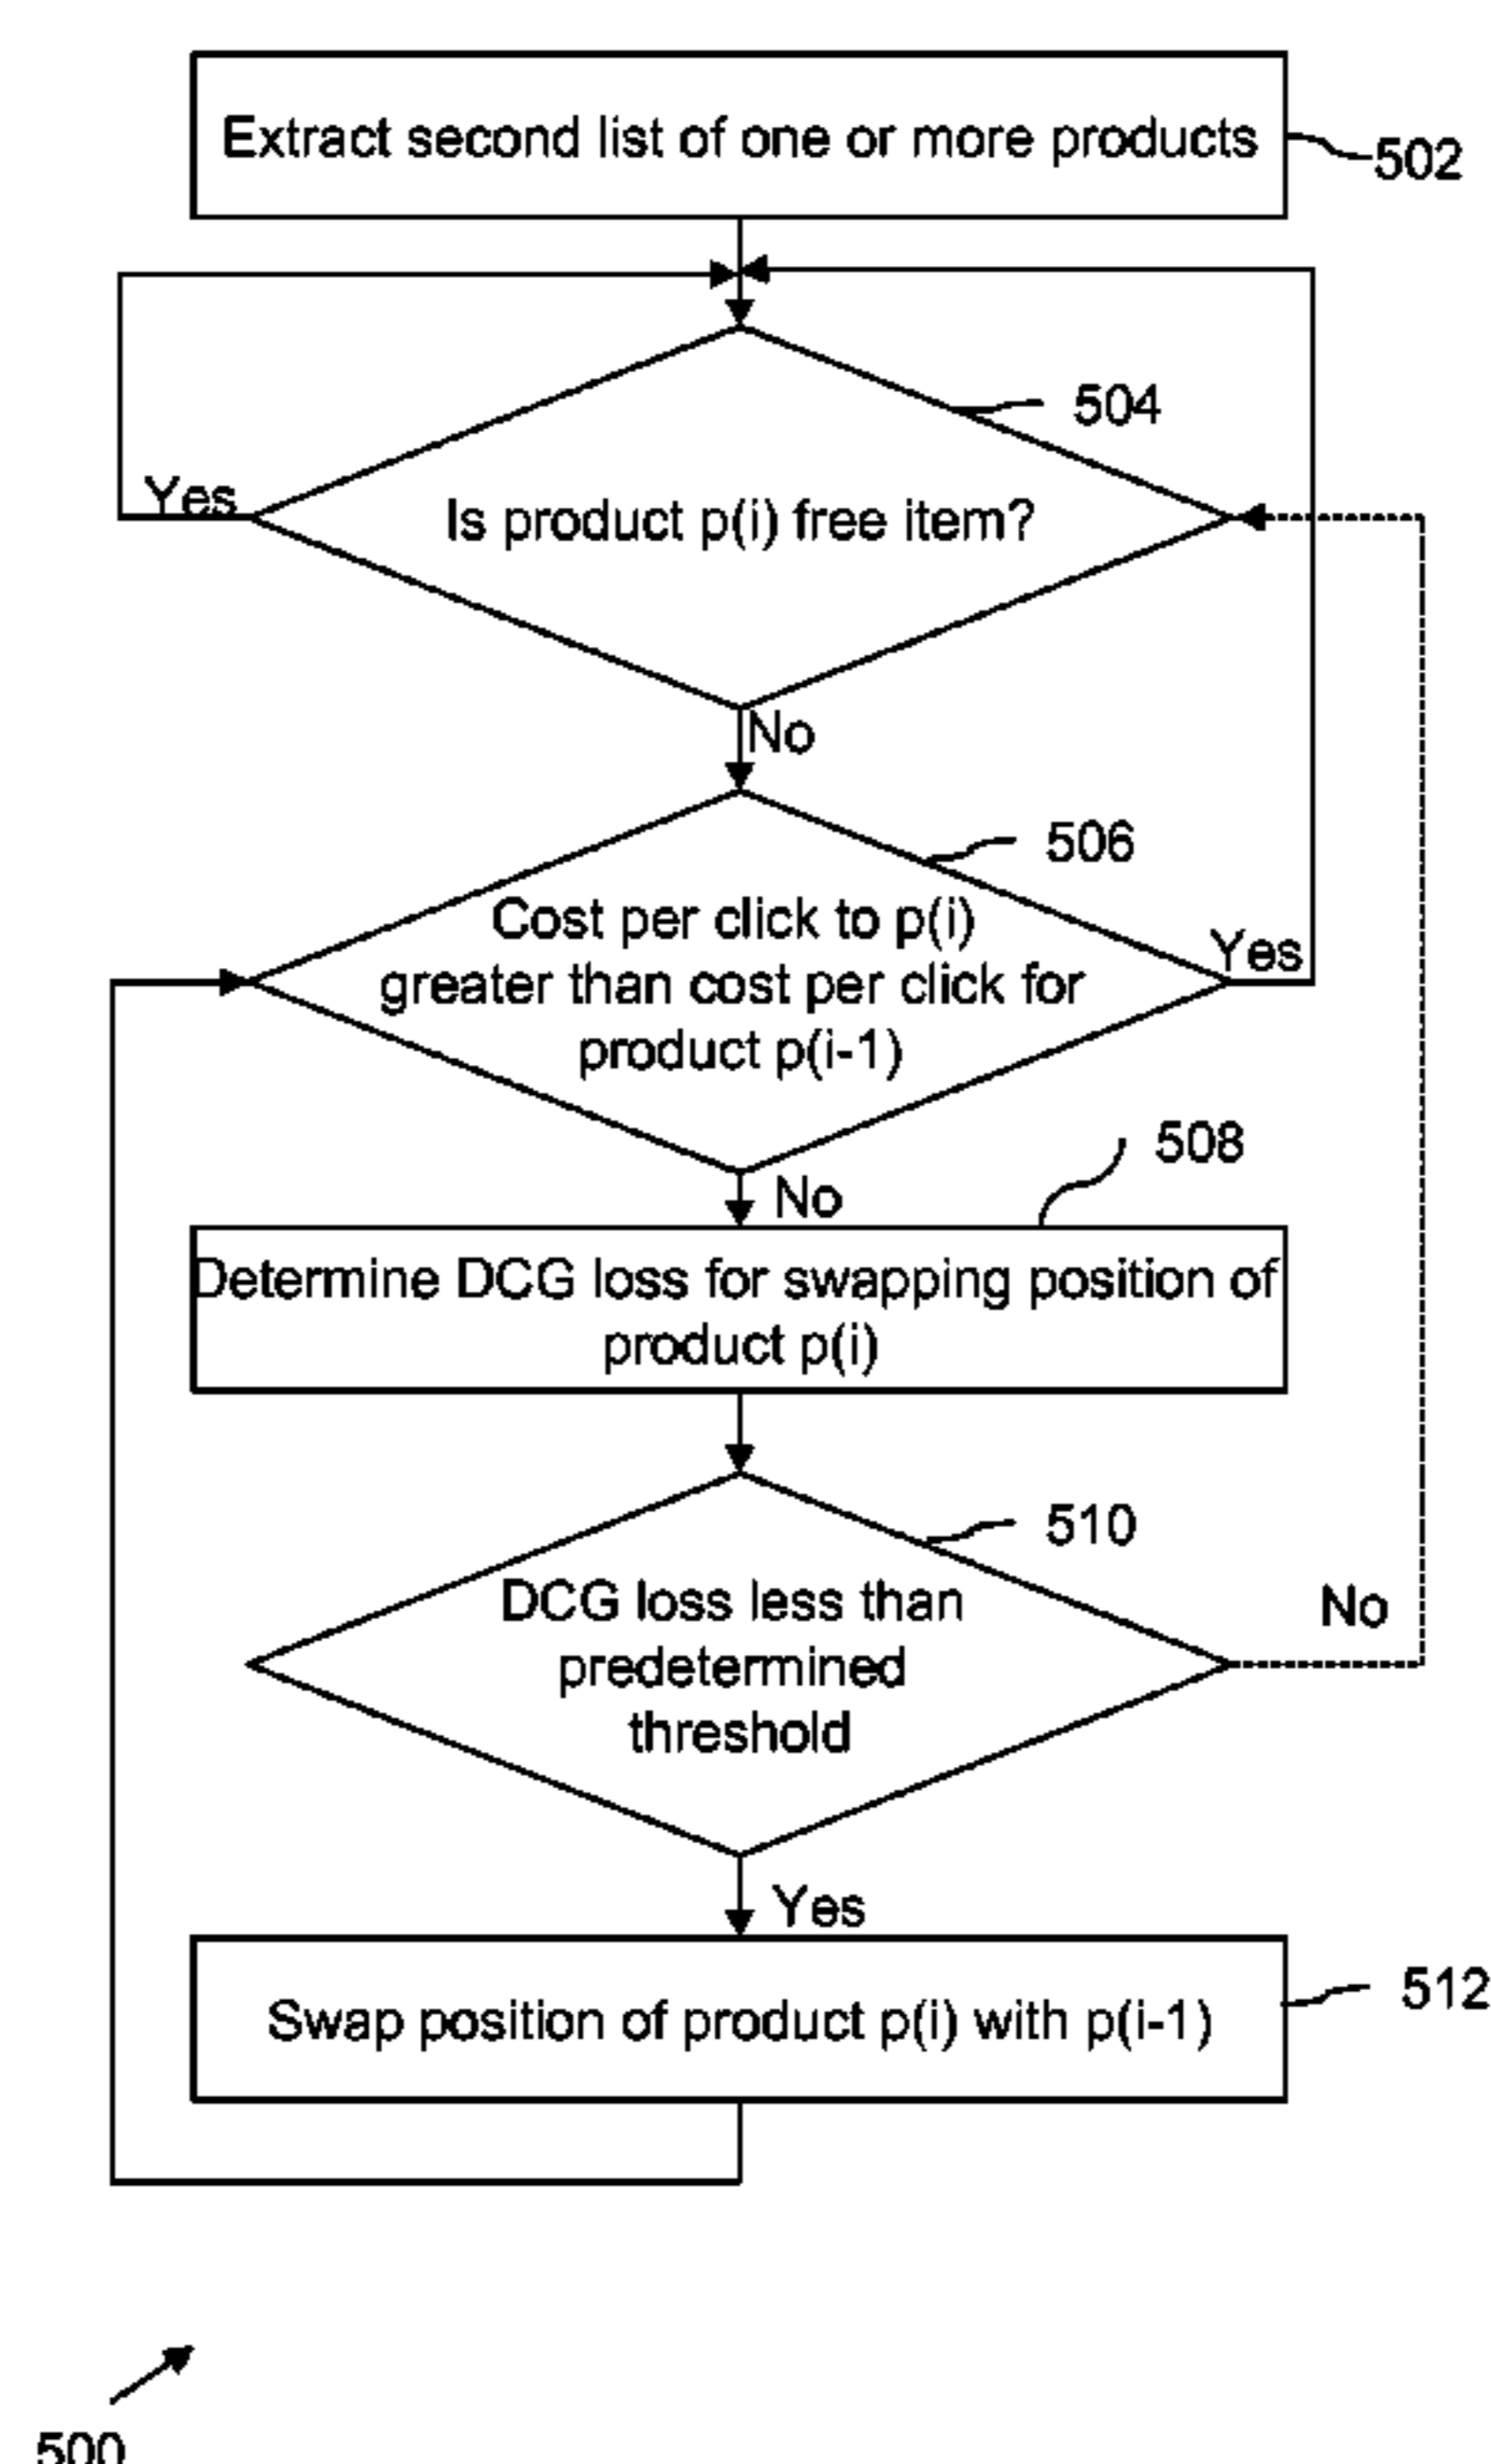 Extract second list of one or more products
502
504
Yes
Is product p(i) free item?
No
506
Cost per click to p(i)
greater than cost per click for
product p(i-1)
Yes
508
No
Determine DCG loss for swapping position of
product p(i)
510
DCG loss less than
predetermined
threshold
No
Yes
512
Swap position of product p(i) with p(i-1)
500